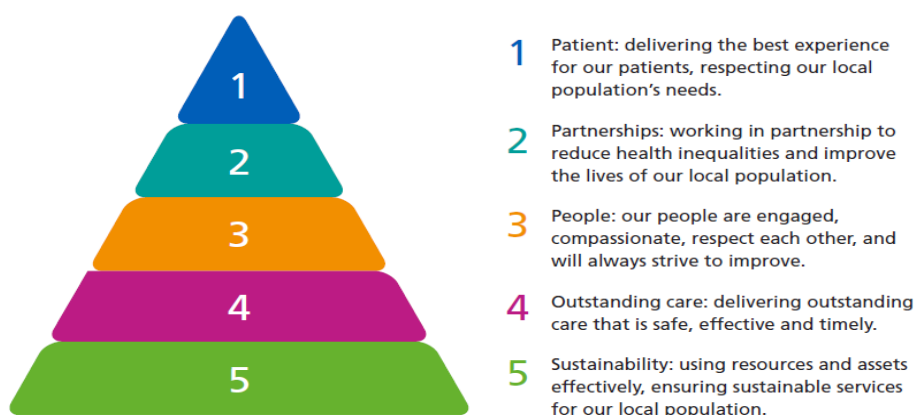 1
2
3
4
5
1 Patient: delivering the best experience
for our patients, respecting our local
population's needs.
2 Partnerships: working in partnership to
reduce health inequalities and improve
the lives of our local population.
3 People: our people are engaged,
compassionate, respect each other, and
will always strive to improve.
4 Outstanding care: delivering outstanding
care that is safe, effective and timely.
5 Sustainability: using resources and assets
effectively, ensuring sustainable services
for our local population.